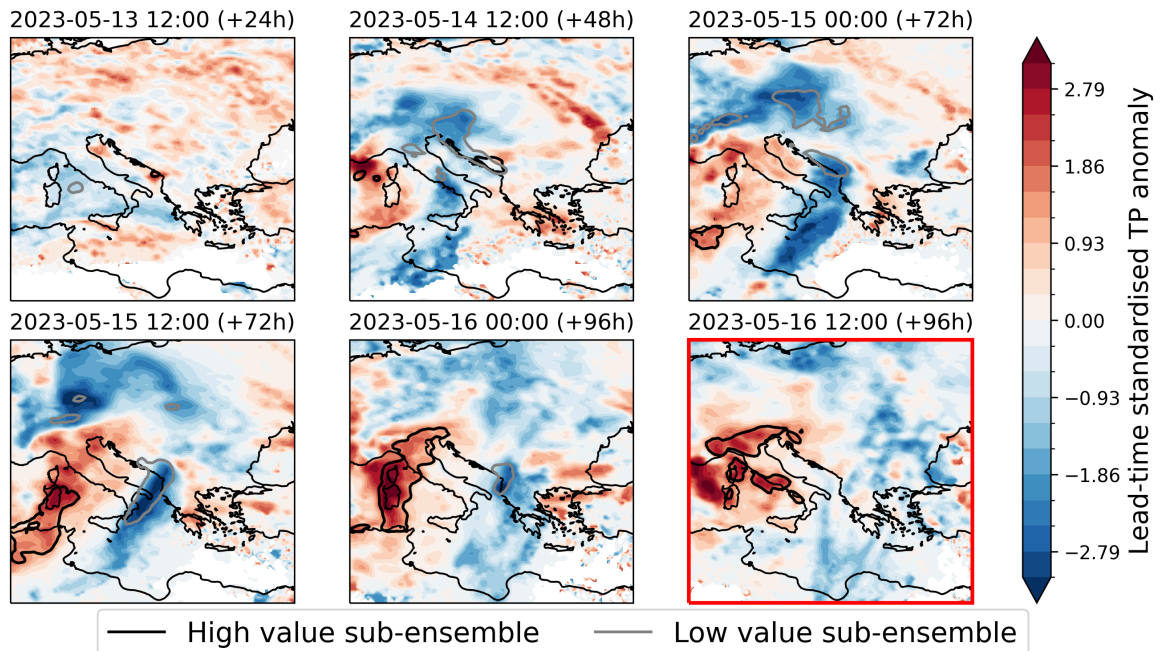 2023-05-13 12:00 (+24h)
2023-05-14 12:00 (+48h)
2023-05-15 00:00 (+72h)
2023-05-15 12:00 (+72h)
2023-05-16 00:00 (+96h)
2023-05-16 12:00 (+96h)
2.79
1.86
0.93
0.00
−0.93
−1.86
−2.79
Lead-time standardised TP anomaly
High value sub-ensemble
Low value sub-ensemble